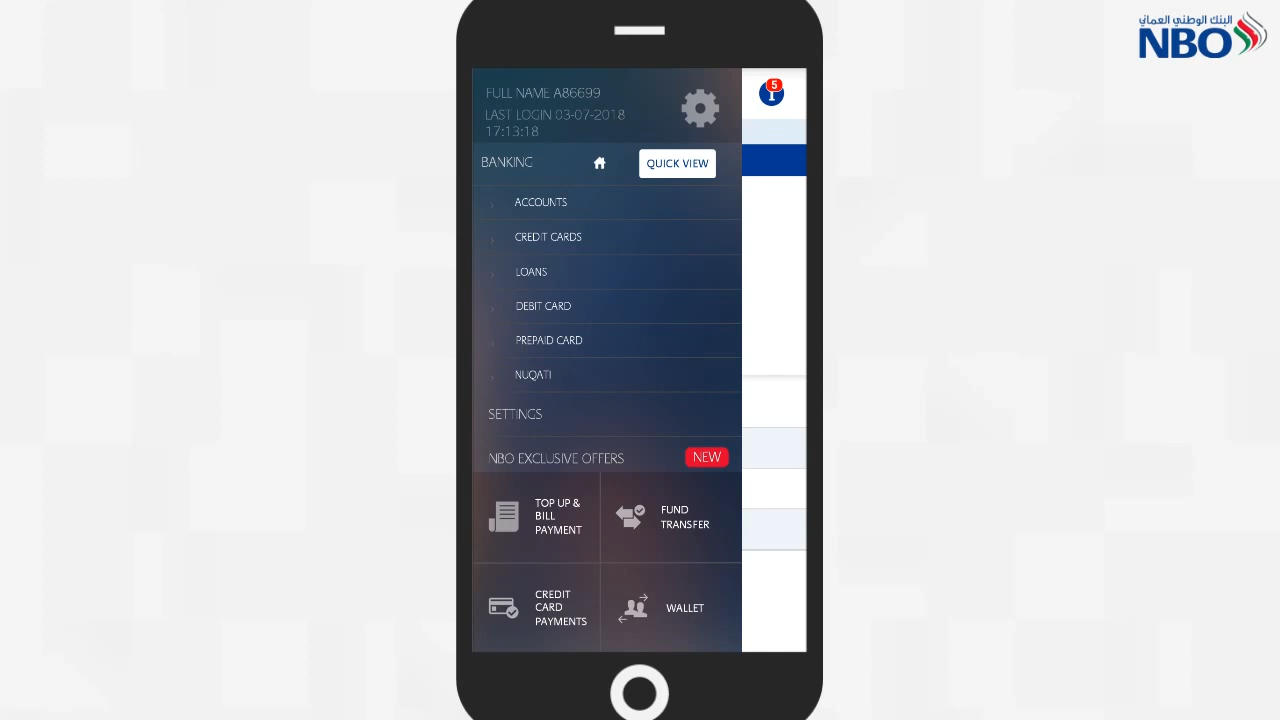 البنك الوطني العماني
NBO
5
FULL NAME A86699
LAST LOGIN 03-07-2018
17:13:18
BANKING
QUICK VIEW
ACCOUNTS
CREDIT CARDS
LOANS
DEBIT CARD
PREPAID CARD
NUQATI
SETTINGS
NBO EXCLUSIVE OFFERS
NEW
TOP UP &
BILL
PAYMENT
FUND
TRANSFER
CREDIT
CARD
PAYMENTS
WALLET